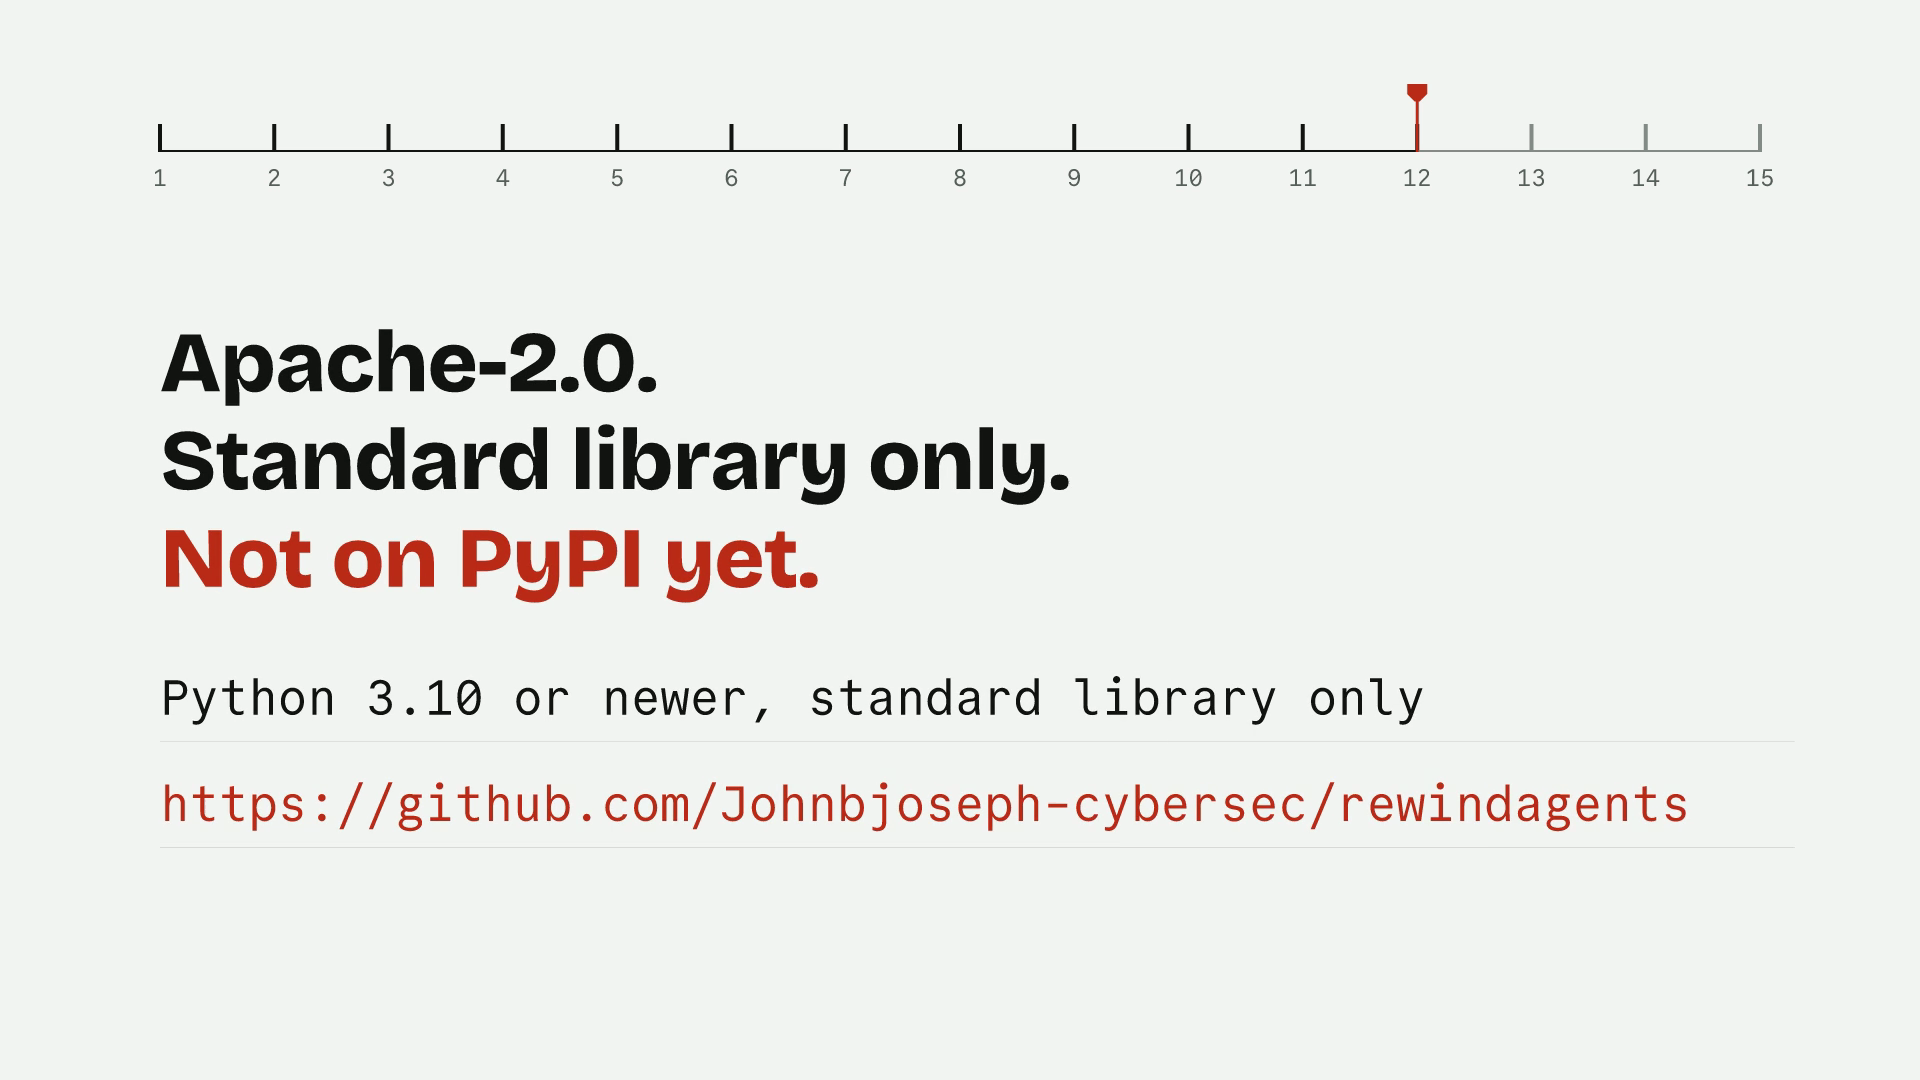 1 2 3 4 5 6 7 8 9 10 11 12 13 14 15
Apache-2.0.
Standard library only.
Not on PyPI yet.
Python 3.10 or newer, standard library only
https://github.com/Johnbjoseph-cybersec/rewindagents